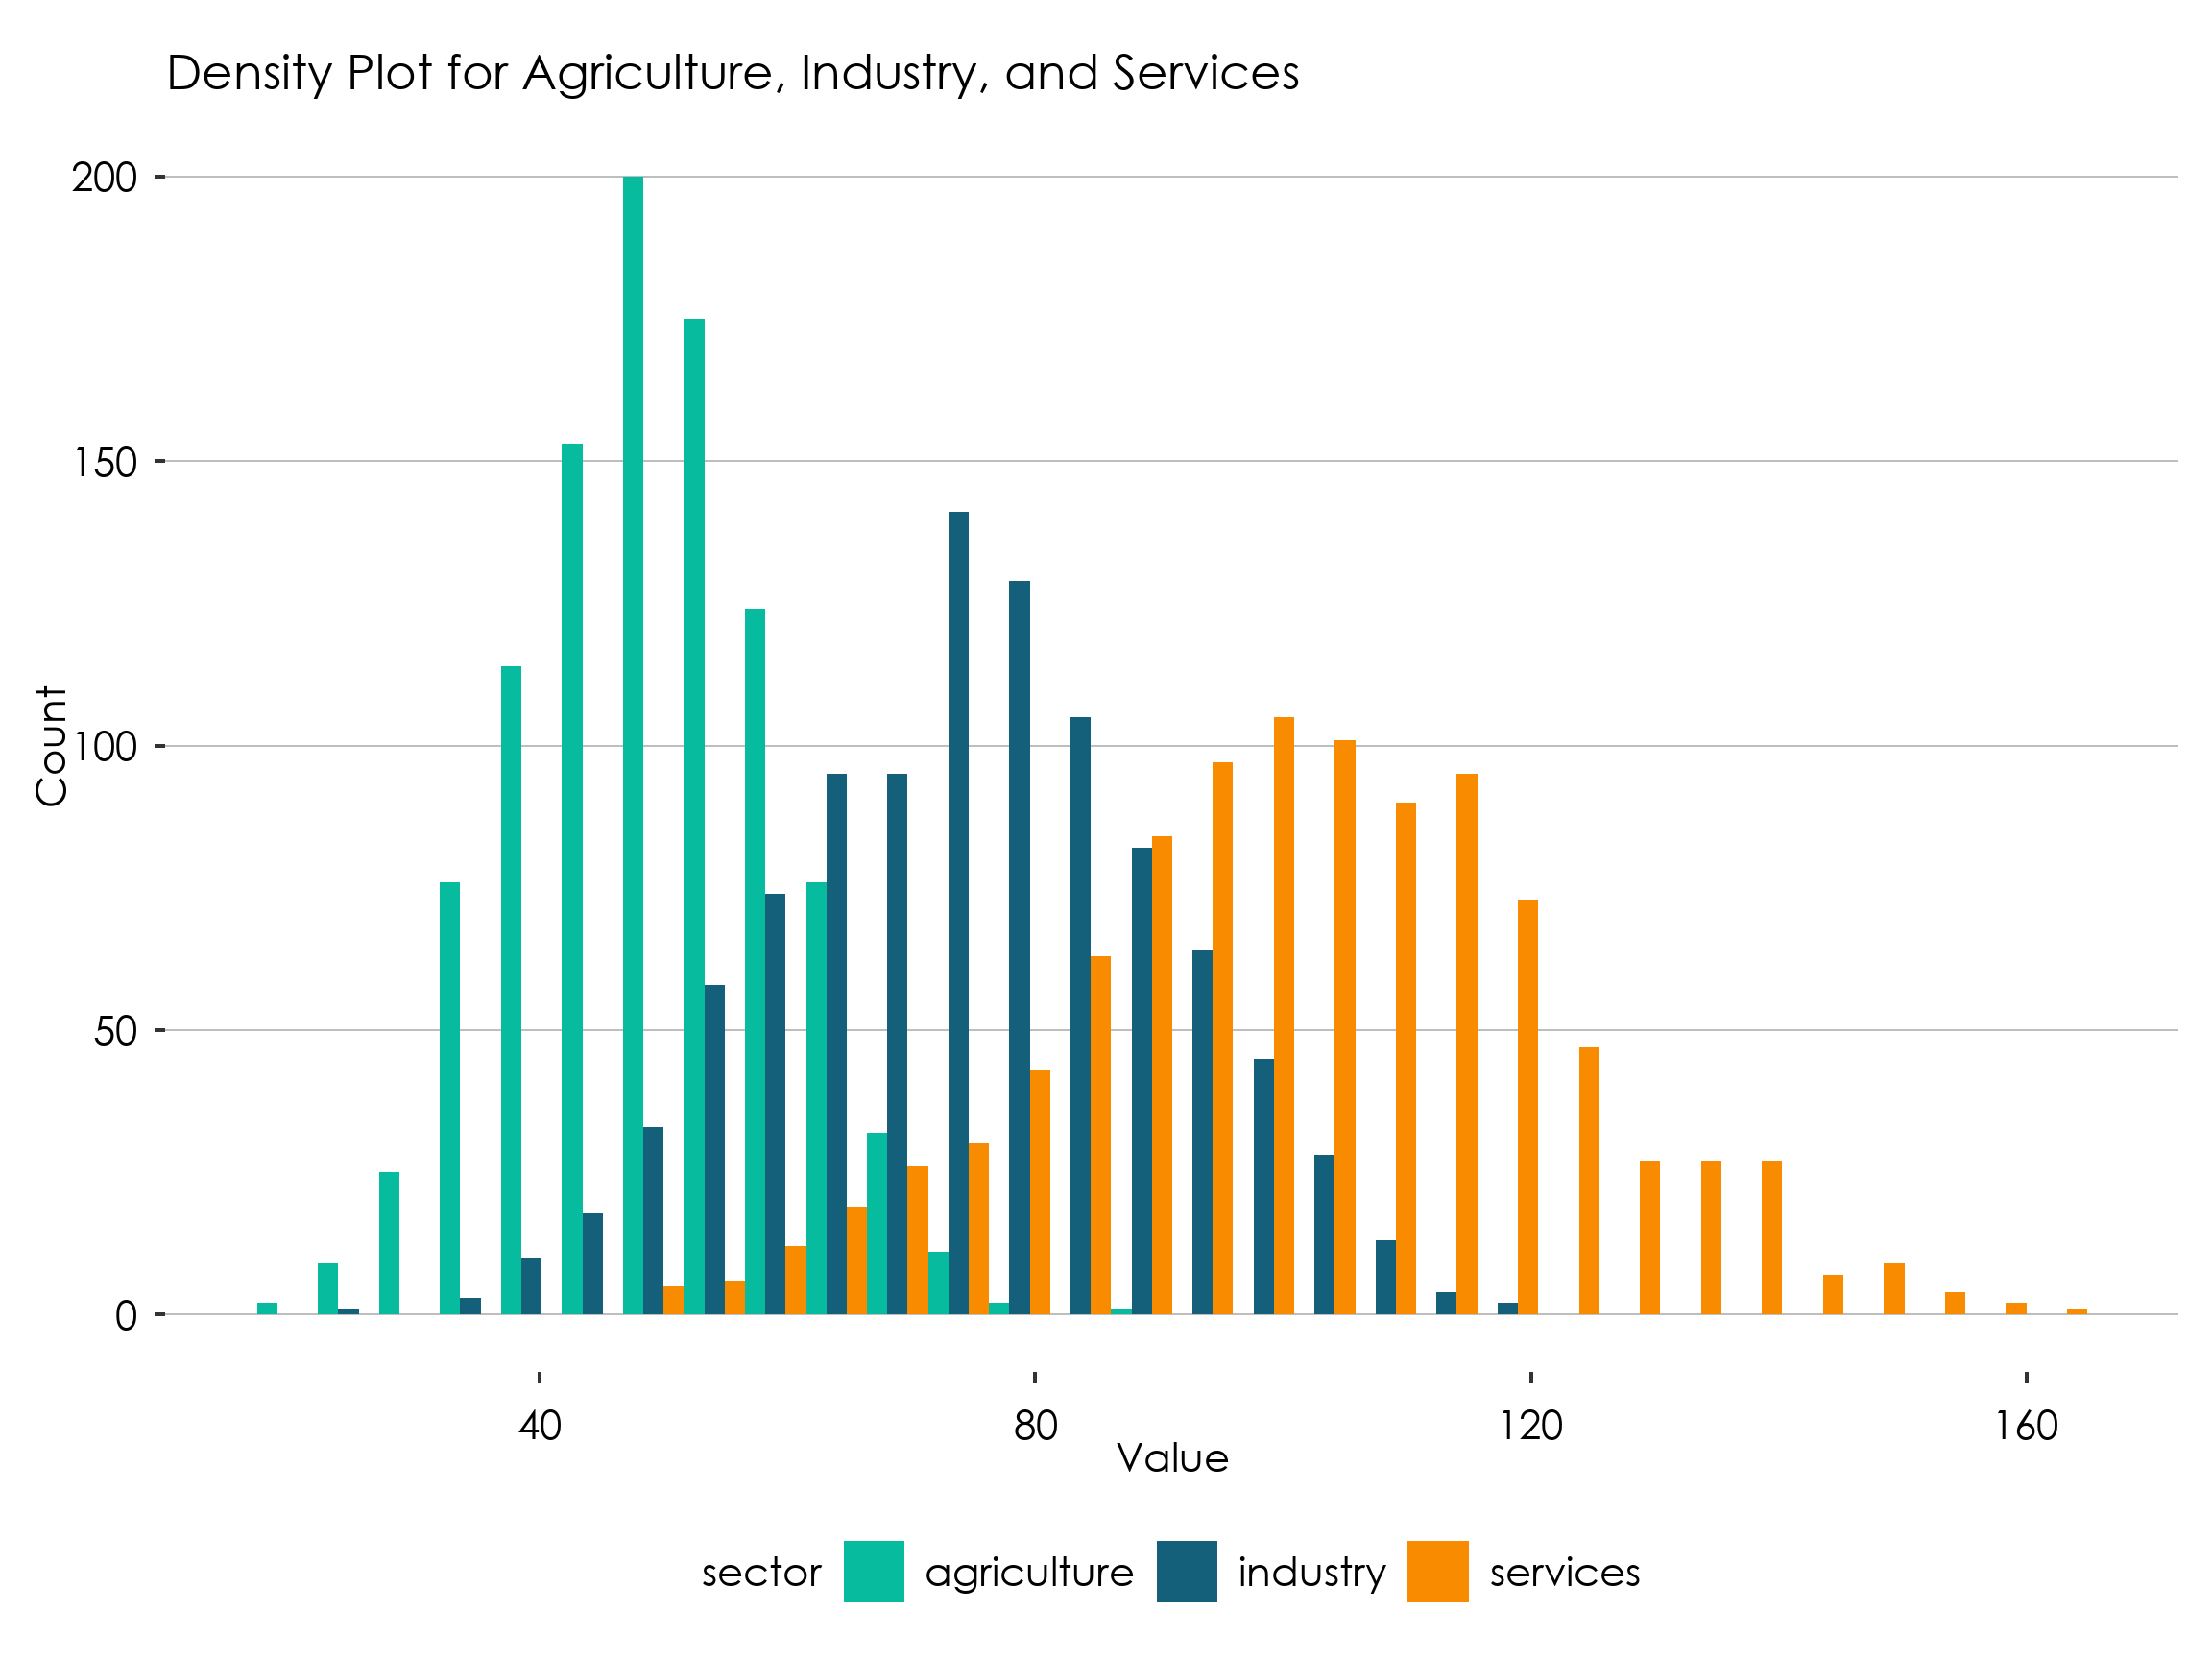 Density Plot for Agriculture, Industry, and Services
200
150
100
50
0
Count
40 80 120 160
Value
sector agriculture industry services